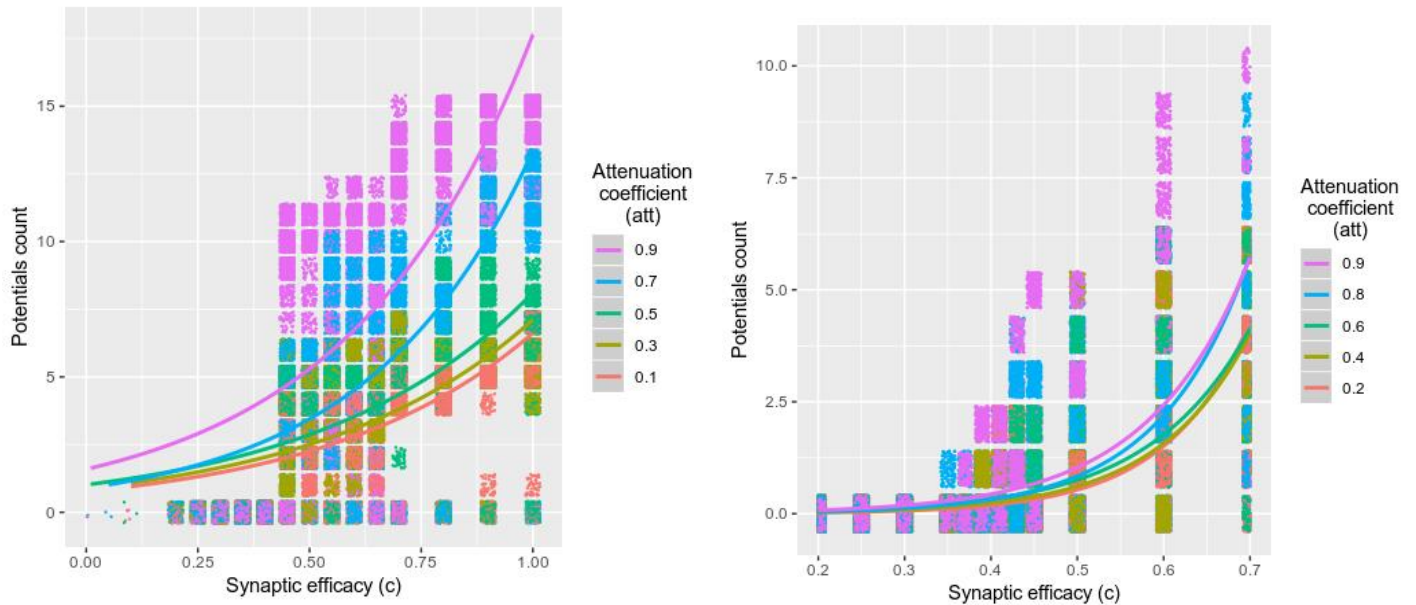 Potentials count
15
10
5
0
0.00 0.25 0.50 0.75 1.00
Synaptic efficacy (c)
Attenuation
coefficient
(att)
0.9
0.7
0.5
0.3
0.1
Potentials count
10.0
7.5
5.0
2.5
0.0
0.2 0.3 0.4 0.5 0.6 0.7
Synaptic efficacy (c)
Attenuation
coefficient
(att)
0.9
0.8
0.6
0.4
0.2